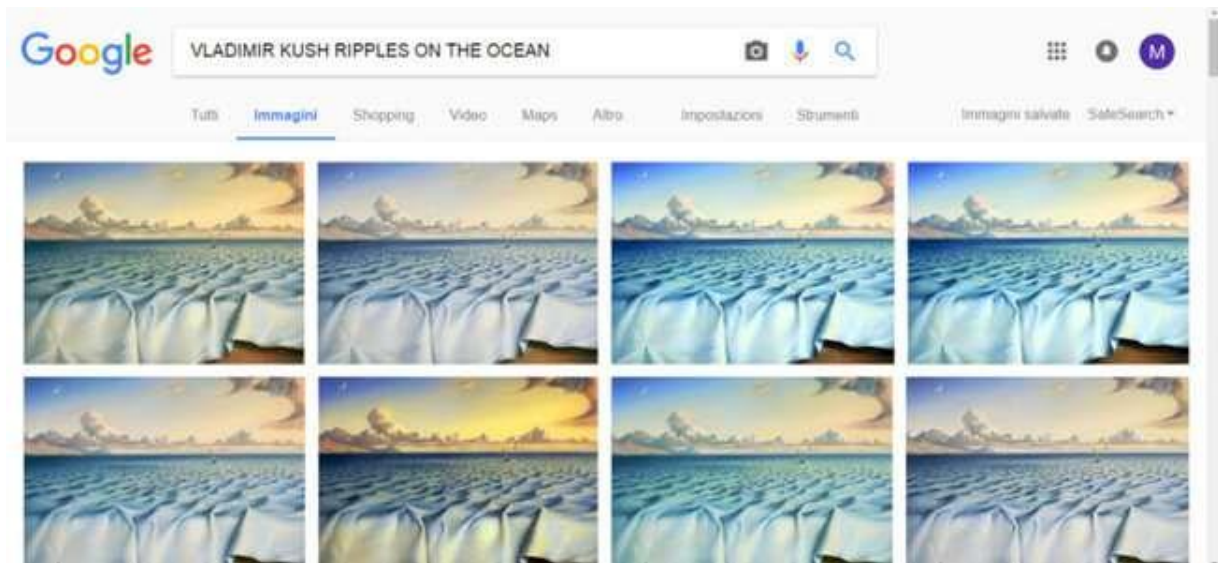 Google VLADIMIR KUSH RIPPLES ON THE OCEAN M
Tutti Immagini Shopping Video Maps Altro Impostazioni Strumenti Immagini salvate SafeSearch